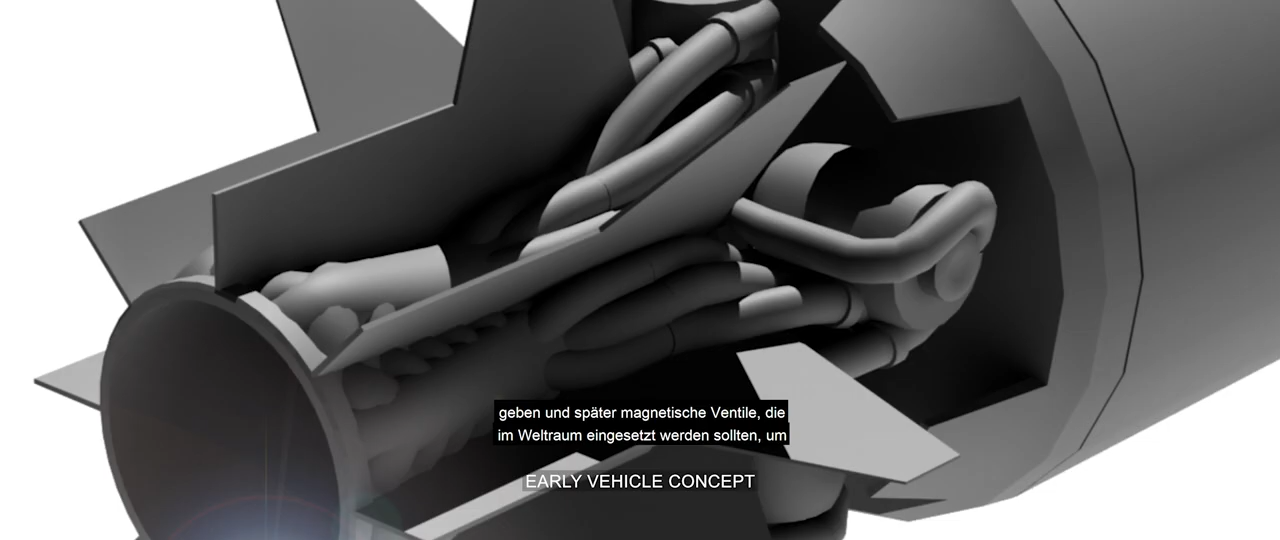 geben und später magnetische Ventile, die
im Weltraum eingesetzt werden sollten, um
EARLY VEHICLE CONCEPT